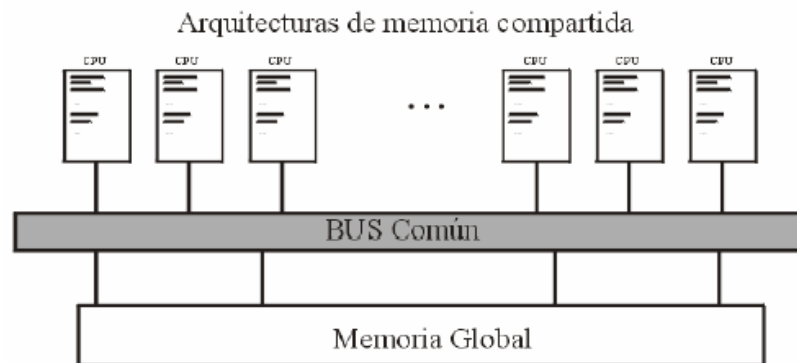 Arquitecturas de memoria compartida
CPU CPU CPU CPU CPU CPU
...
BUS Común
Memoria Global